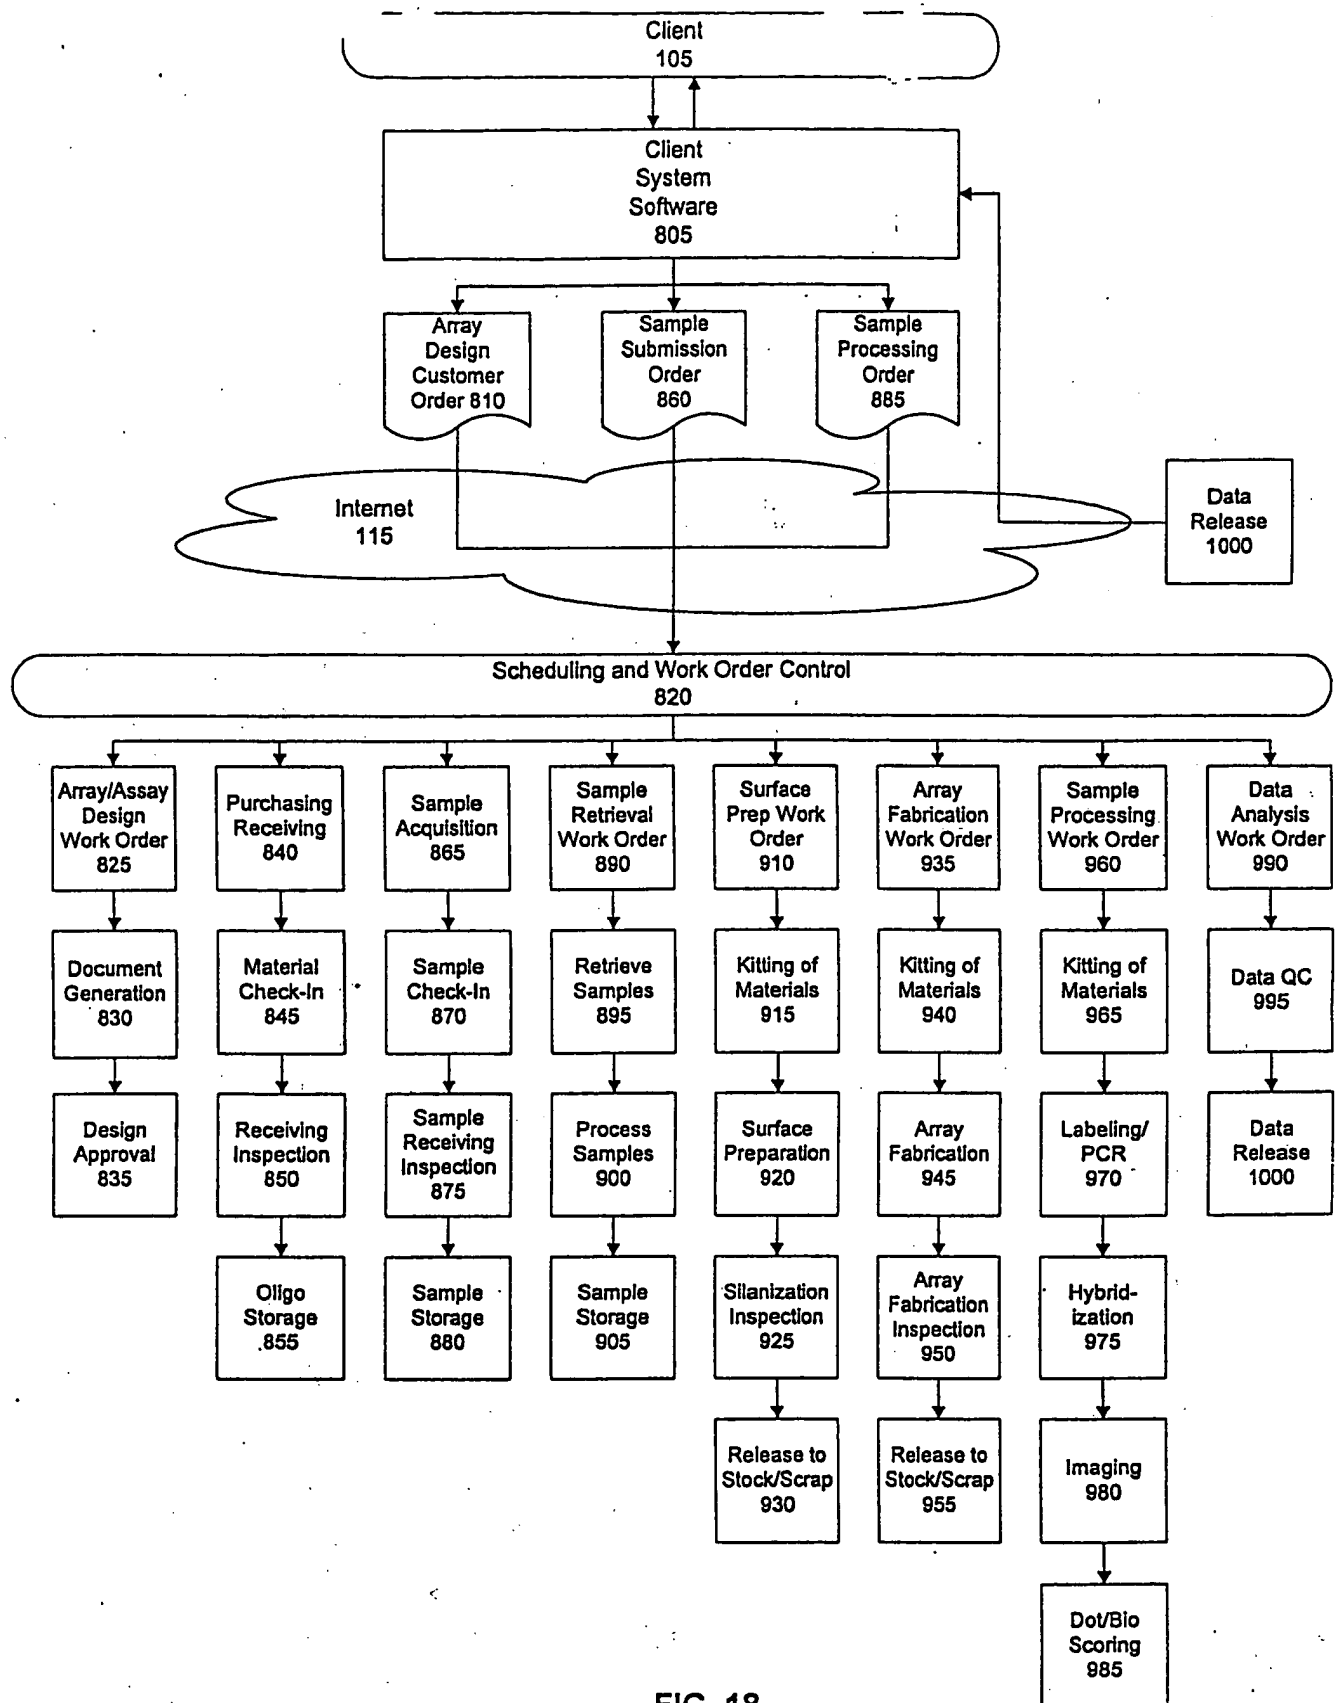 Client
105
Client
System
Software
805
Array
Design
Customer
Order 810
Sample
Submission
Order
860
Sample
Processing
Order
885
Internet
115
Data
Release
1000
Scheduling and Work Order Control
820
Array/Assay
Design
Work Order
825
Purchasing
Receiving
840
Sample
Acquisition
865
Sample
Retrieval
Work Order
890
Surface
Prep Work
Order
910
Array
Fabrication
Work Order
935
Sample
Processing
Work Order
960
Data
Analysis
Work Order
990
Document
Generation
830
Material
Check-In
845
Sample
Check-In
870
Retrieve
Samples
895
Kitting of
Materials
915
Kitting of
Materials
940
Kitting of
Materials
965
Data QC
995
Design
Approval
835
Receiving
Inspection
850
Sample
Receiving
Inspection
875
Process
Samples
900
Surface
Preparation
920
Array
Fabrication
945
Labeling/
PCR
970
Data
Release
1000
Oligo
Storage
855
Sample
Storage
880
Sample
Storage
905
Silanization
Inspection
925
Array
Fabrication
Inspection
950
Hybrid-
ization
975
Release to
Stock/Scrap
930
Release to
Stock/Scrap
955
Imaging
980
Dot/Bio
Scoring
985
FIG. 18